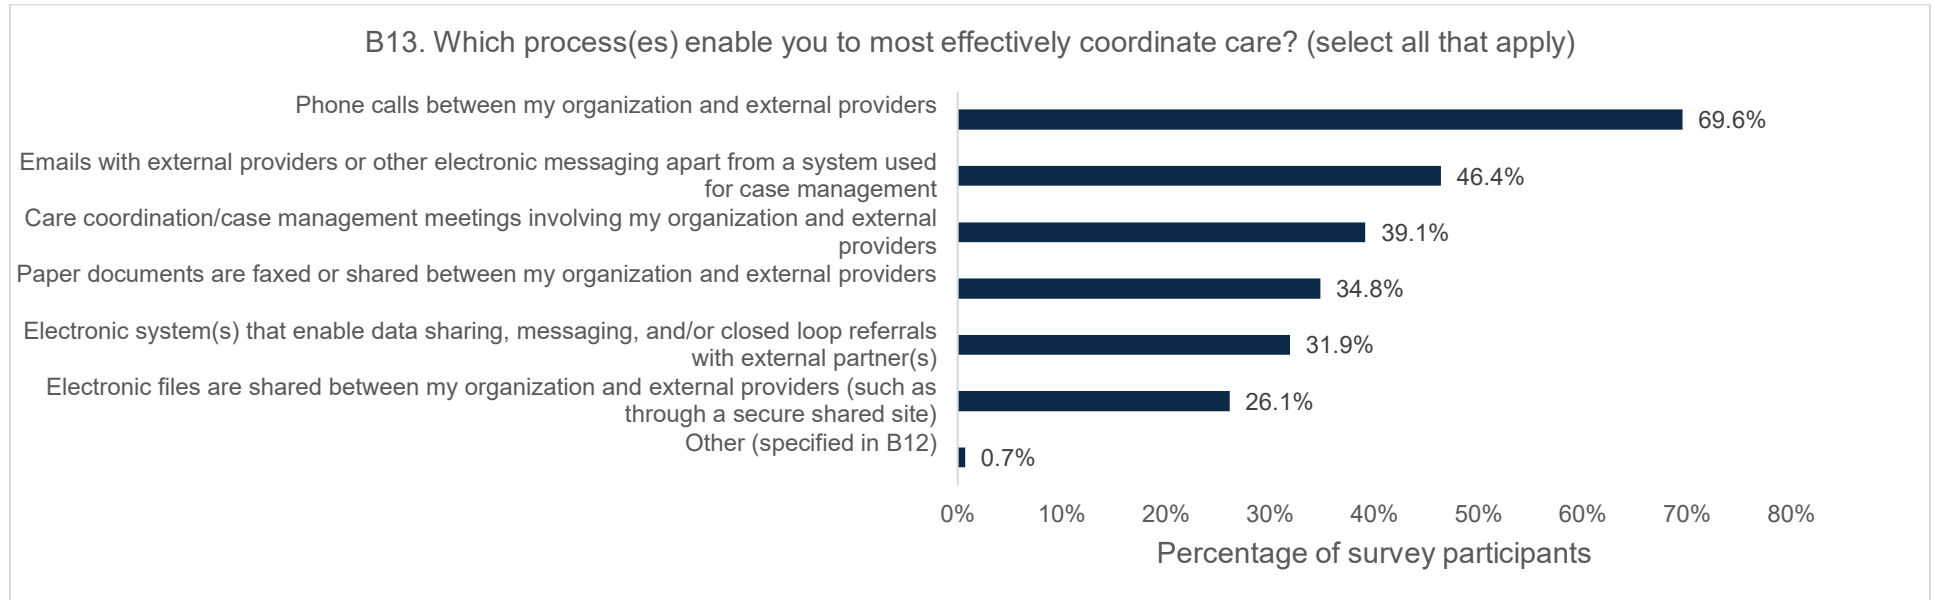 B13. Which process(es) enable you to most effectively coordinate care? (select all that apply)
Phone calls between my organization and external providers
69.6%
Emails with external providers or other electronic messaging apart from a system used
for case management
46.4%
Care coordination/case management meetings involving my organization and external
providers
39.1%
Paper documents are faxed or shared between my organization and external providers
34.8%
Electronic system(s) that enable data sharing, messaging, and/or closed loop referrals
with external partner(s)
31.9%
Electronic files are shared between my organization and external providers (such as
through a secure shared site)
26.1%
Other (specified in B12)
0.7%
0% 10% 20% 30% 40% 50% 60% 70% 80%
Percentage of survey participants